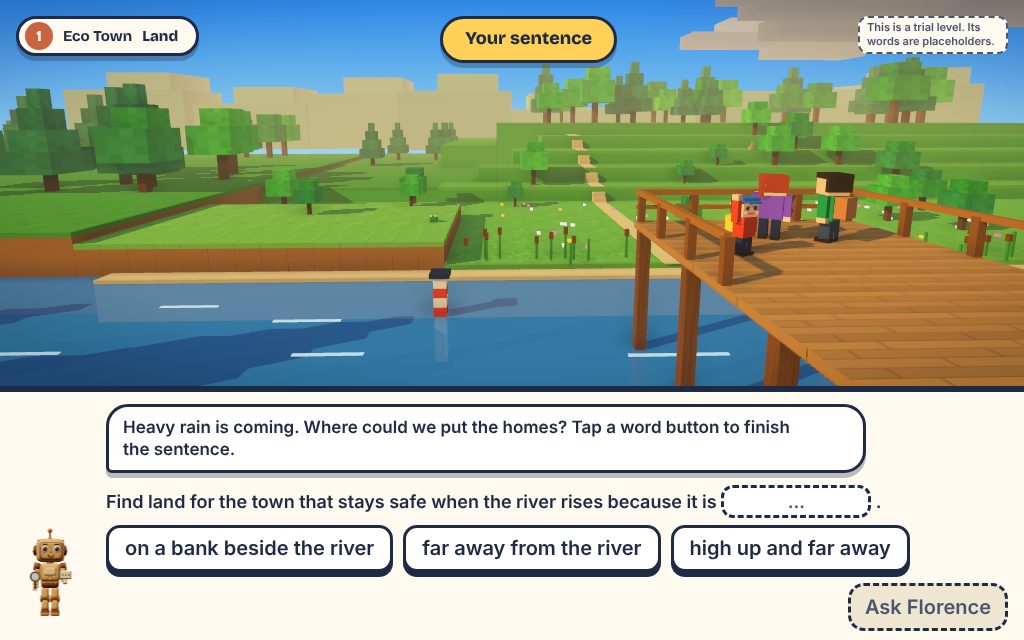 1 Eco Town Land
Your sentence
This is a trial level. Its
words are placeholders.
Heavy rain is coming. Where could we put the homes? Tap a word button to finish
the sentence.
Find land for the town that stays safe when the river rises because it is ... .
on a bank beside the river
far away from the river
high up and far away
Ask Florence